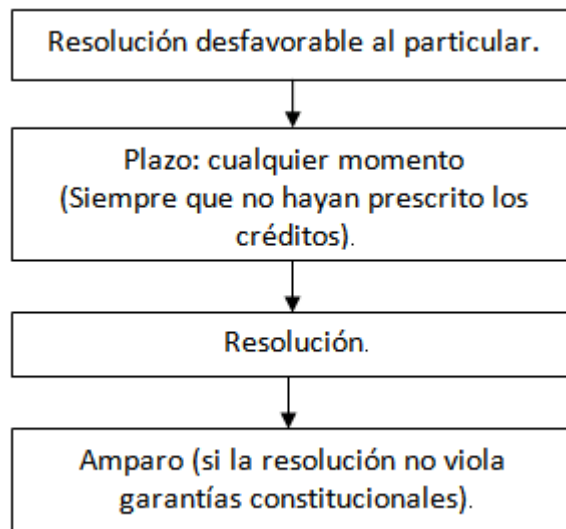 Resolución desfavorable al particular.
Plazo: cualquier momento
(Siempre que no hayan prescrito los
créditos).
Resolución.
Amparo (si la resolución no viola
garantías constitucionales).